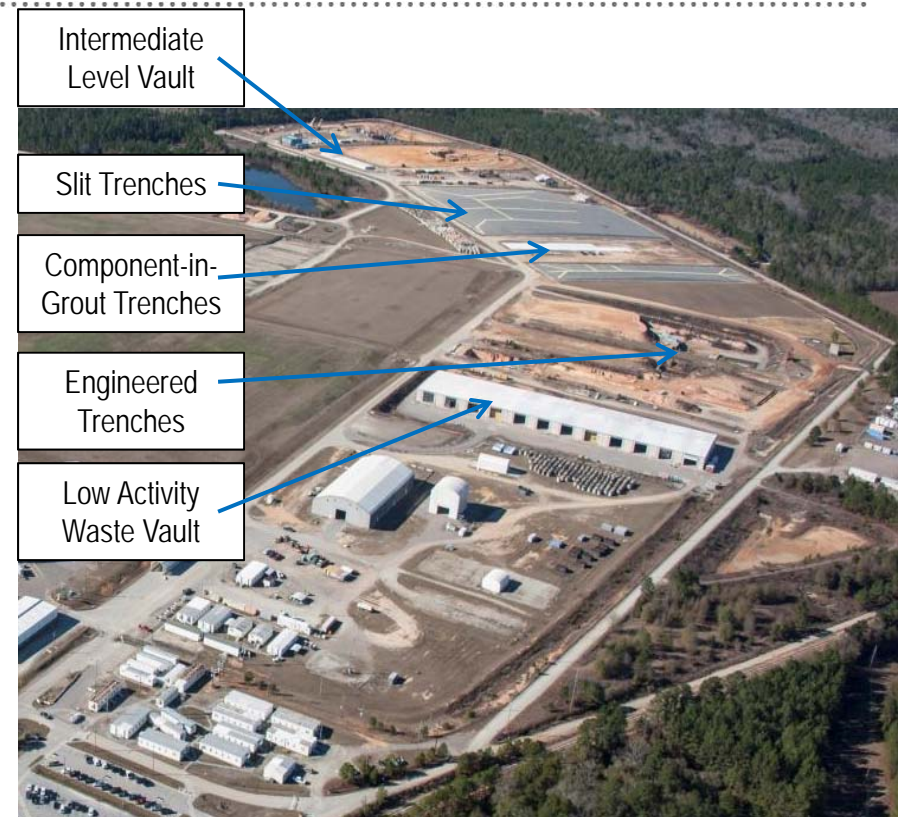 Intermediate
Level Vault
Slit Trenches
Component-in-
Grout Trenches
Engineered
Trenches
Low Activity
Waste Vault